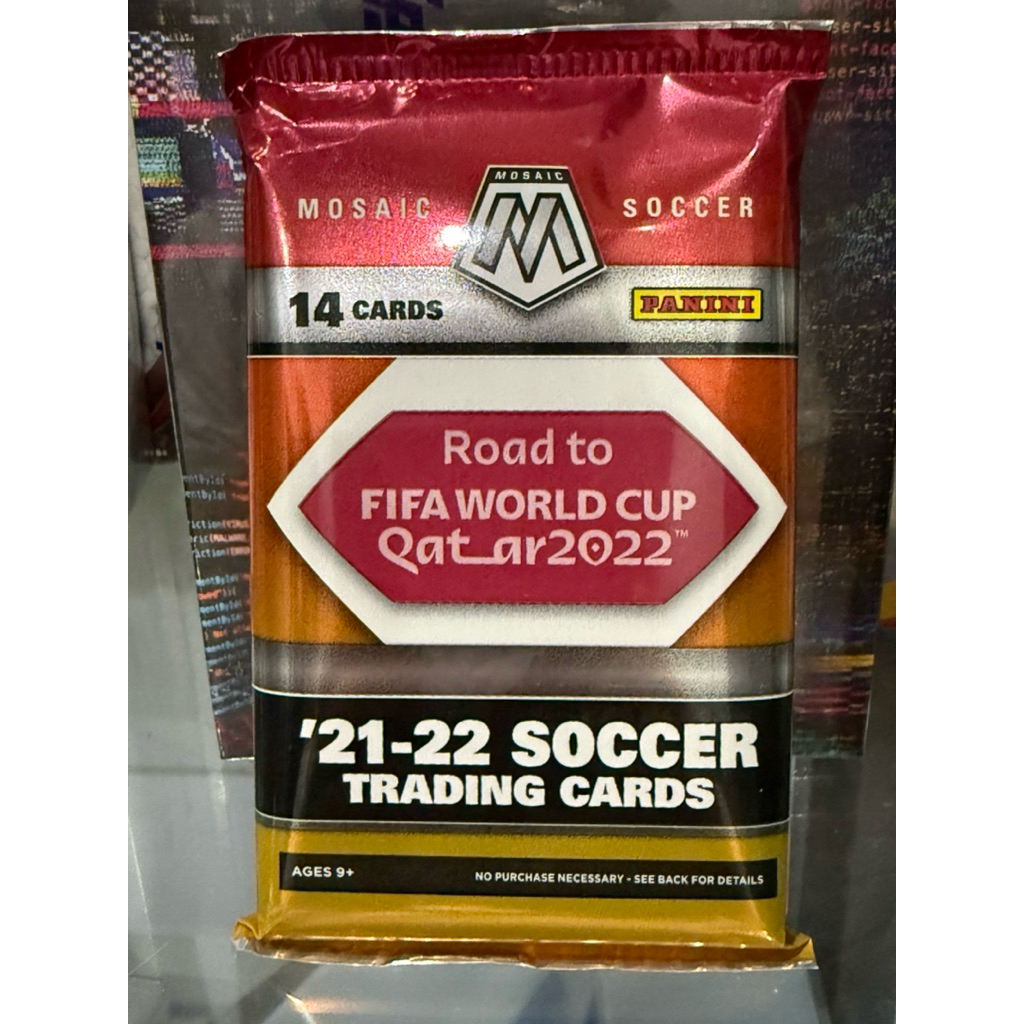 MOSAIC
MOSAIC SOCCER
14 CARDS PANINI
Road to
FIFA WORLD CUP
Qatar2022™
'21-22 SOCCER
TRADING CARDS
AGES 9+ NO PURCHASE NECESSARY - SEE BACK FOR DETAILS